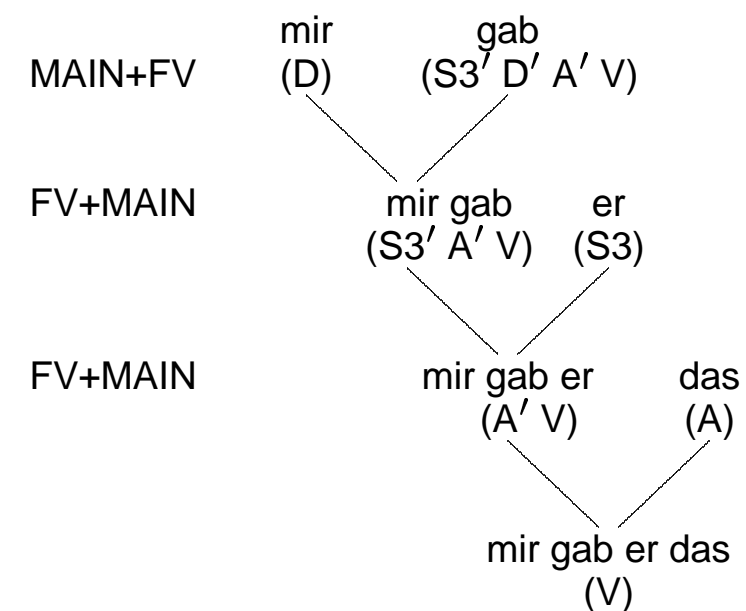 mir gab
MAIN+FV (D) (S3′ D′ A′ V)
FV+MAIN mir gab er
(S3′ A′ V) (S3)
FV+MAIN mir gab er das
(A′ V) (A)
mir gab er das
(V)